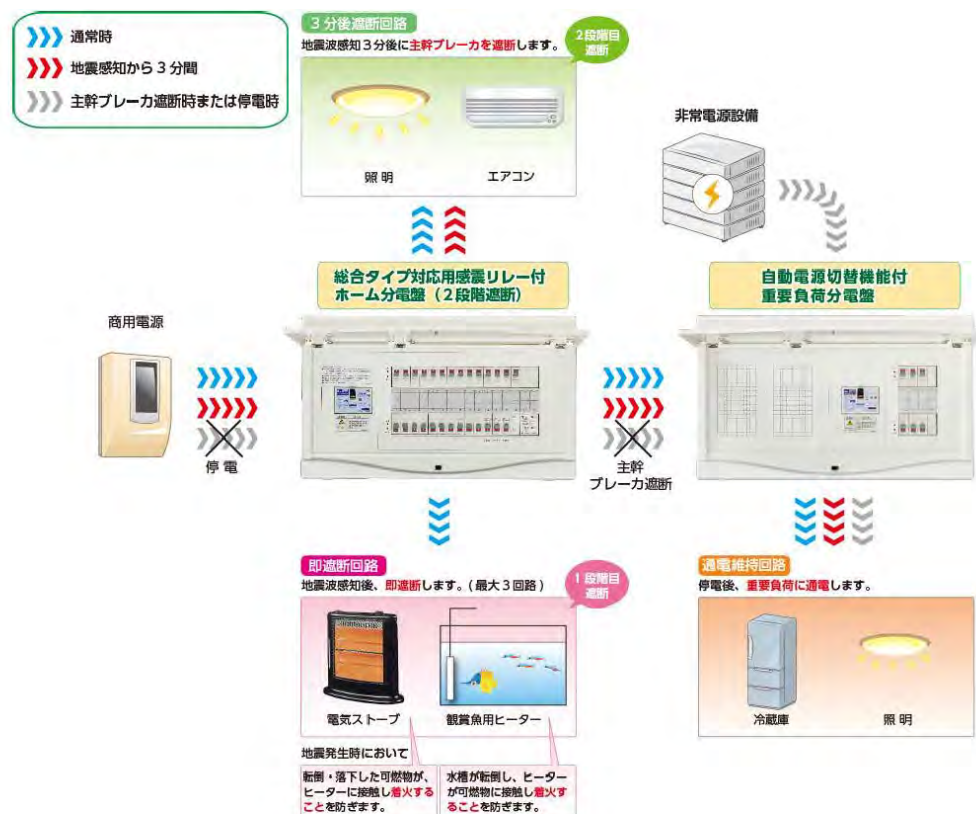 通常時
地震感知から3分間
主幹ブレーカ遮断時または停電時
3分後遮断回路
地震波感知3分後に主幹ブレーカを遮断します。
2段階目
遮断
照明
エアコン
非常電源設備
総合タイプ対応用感震リレー付
ホーム分電盤（2段階遮断）
自動電源切替機能付
重要負荷分電盤
商用電源
停電
主幹
ブレーカ遮断
即遮断回路
地震波感知後、即遮断します。(最大3回路)
1段階目
遮断
電気ストーブ
観賞魚用ヒーター
地震発生時において
転倒・落下した可燃物が、
ヒーターに接触し着火する
ことを防ぎます。
水槽が転倒し、ヒーター
が可燃物に接触し着火す
ることを防ぎます。
通電維持回路
停電後、重要負荷に通電します。
冷蔵庫
照明